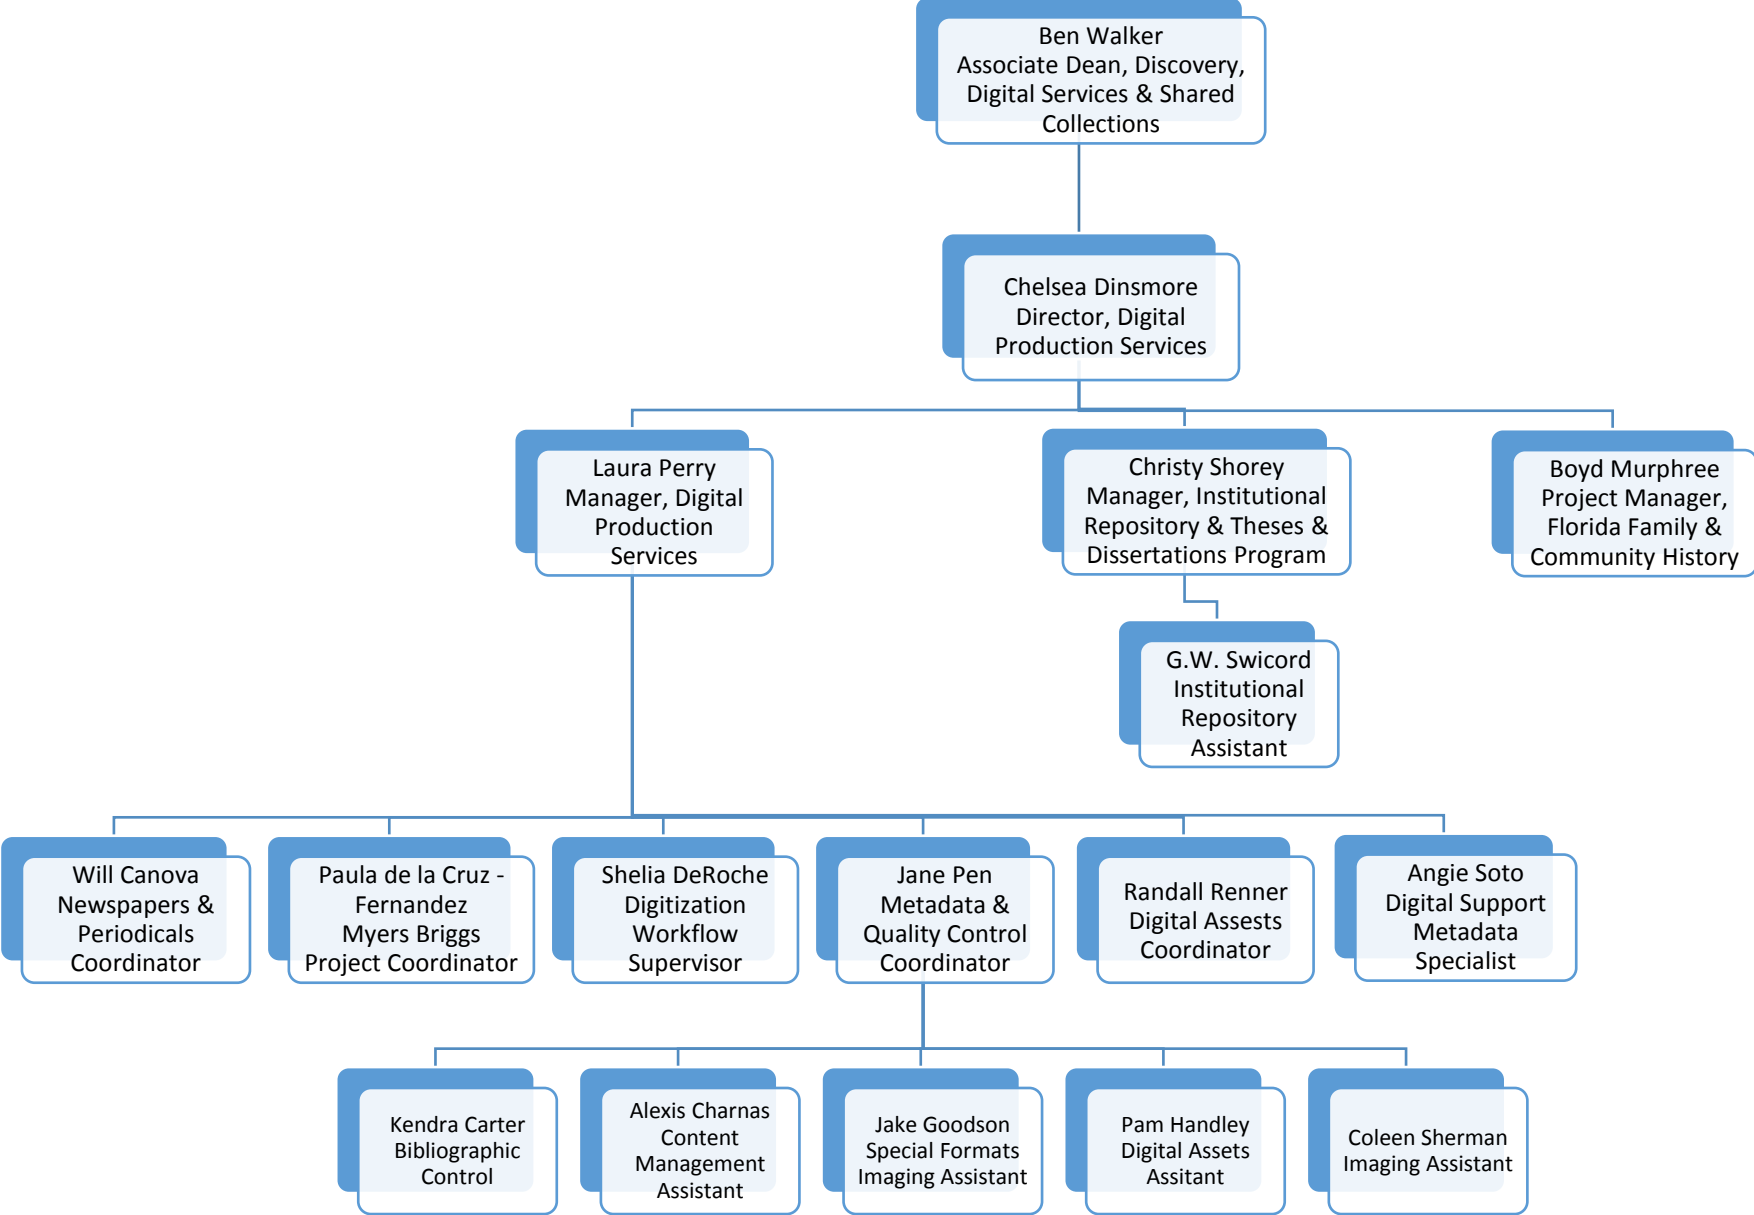 Ben Walker
Associate Dean, Discovery,
Digital Services & Shared
Collections
Chelsea Dinsmore
Director, Digital
Production Services
Laura Perry
Manager, Digital
Production
Services
Christy Shorey
Manager, Institutional
Repository & Theses &
Dissertations Program
Boyd Murphree
Project Manager,
Florida Family &
Community History
G.W. Swicord
Institutional
Repository
Assistant
Will Canova
Newspapers &
Periodicals
Coordinator
Paula de la Cruz -
Fernandez
Myers Briggs
Project Coordinator
Shelia DeRoche
Digitization
Workflow
Supervisor
Jane Pen
Metadata &
Quality Control
Coordinator
Randall Renner
Digital Assests
Coordinator
Angie Soto
Digital Support
Metadata
Specialist
Kendra Carter
Bibliographic
Control
Alexis Charnas
Content
Management
Assistant
Jake Goodson
Special Formats
Imaging Assistant
Pam Handley
Digital Assets
Assitant
Coleen Sherman
Imaging Assistant